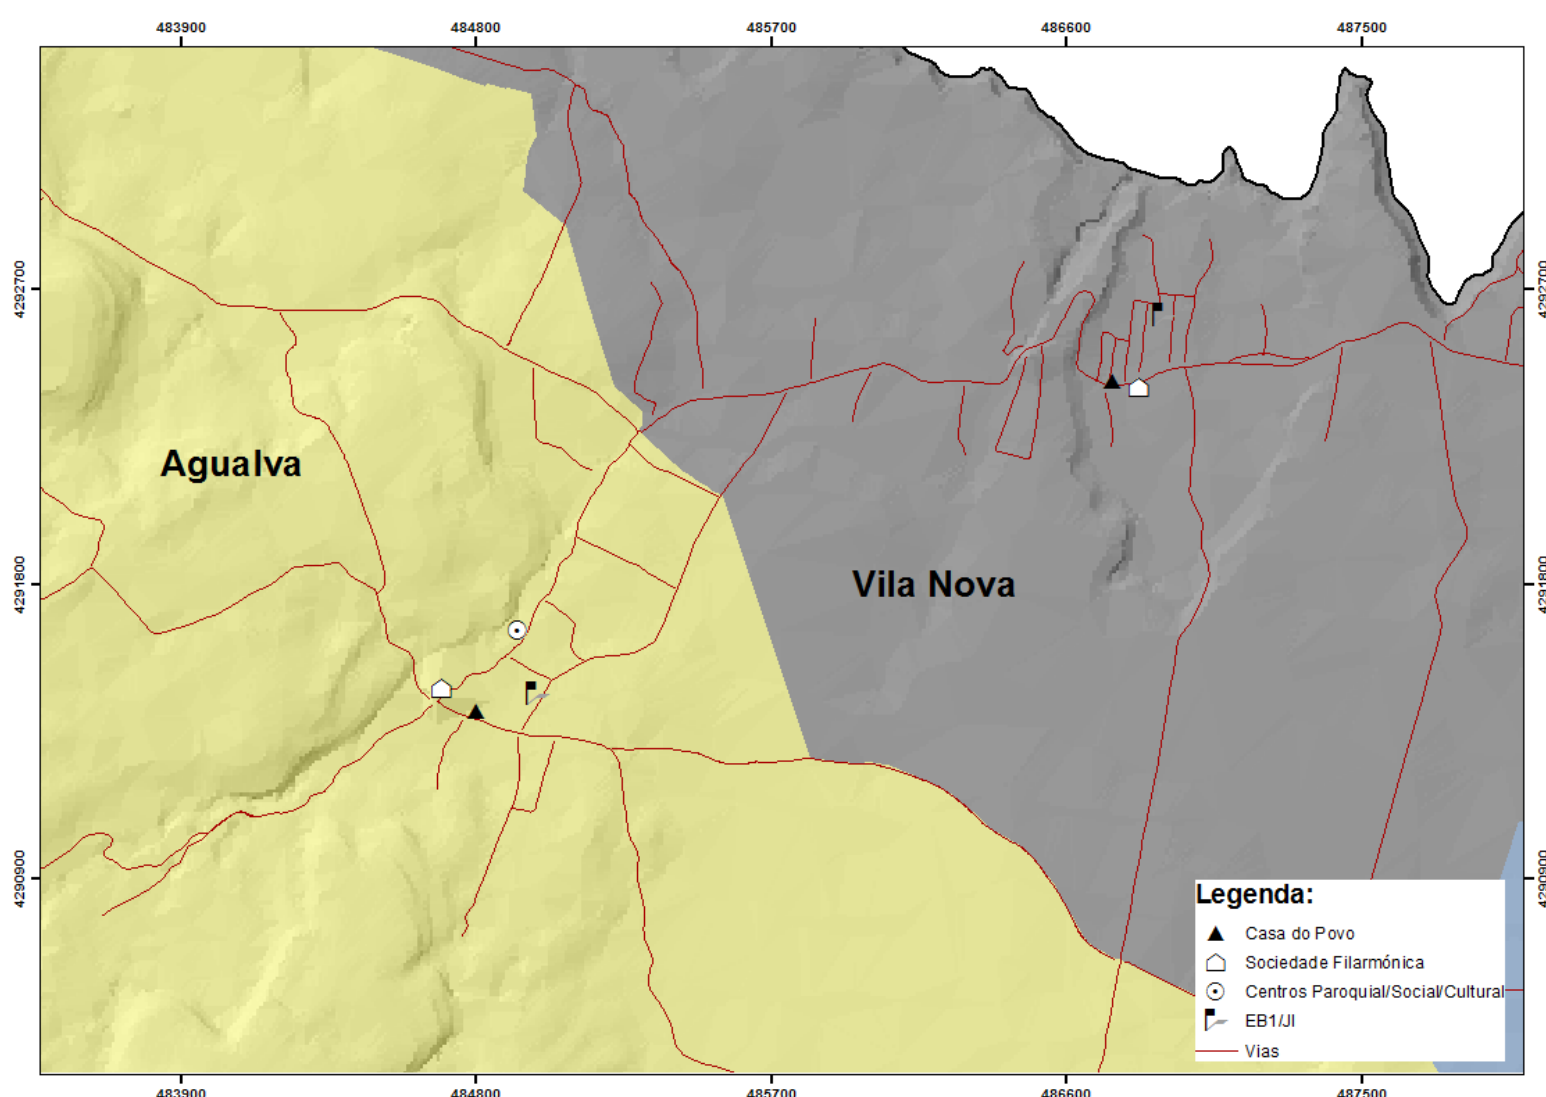 483900 484800 485700 486600 487500
4292700 4292700
Agualva
Vila Nova
4291800 4291800
4290900 4290900
Legenda:
Casa do Povo
Sociedade Filarmónica
Centros Paroquial/Social/Cultural
EB1/JI
Vias
483900 484800 485700 486600 487500